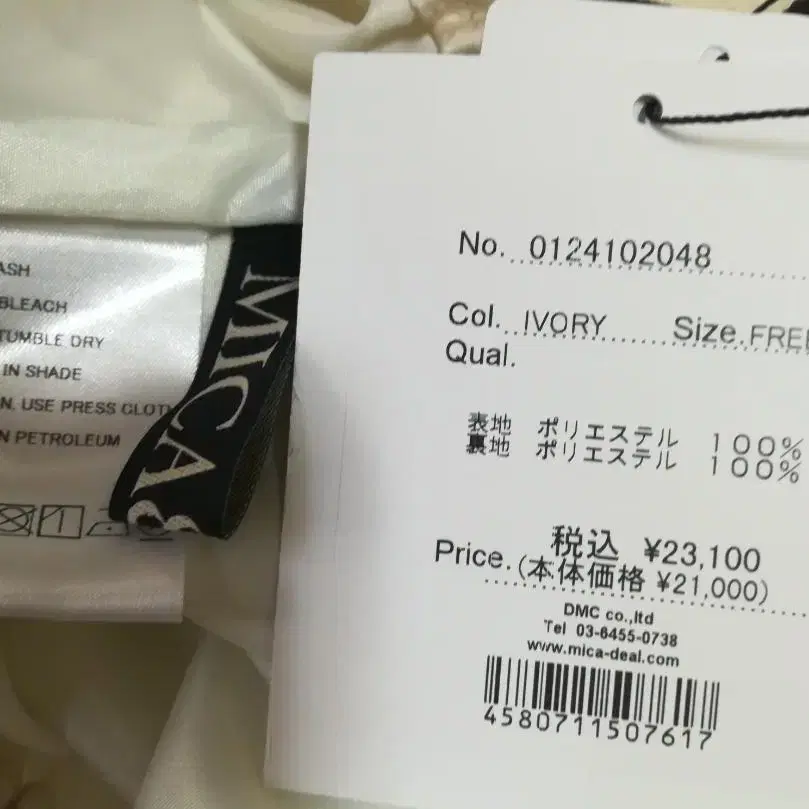 ASH
BLEACH
TUMBLE DRY
IN SHADE
N. USE PRESS CLOT
N PETROLEUM
MICA &
No. 0124102048
Col. IVORY Size. FREE
Qual.
表地 ポリエステル 100%
裏地 ポリエステル 100%
Price. 税込 ¥23,100
(本体価格 ¥21,000)
DMC co.,ltd
Tel 03-6455-0738
www.mica-deal.com
4580711507617